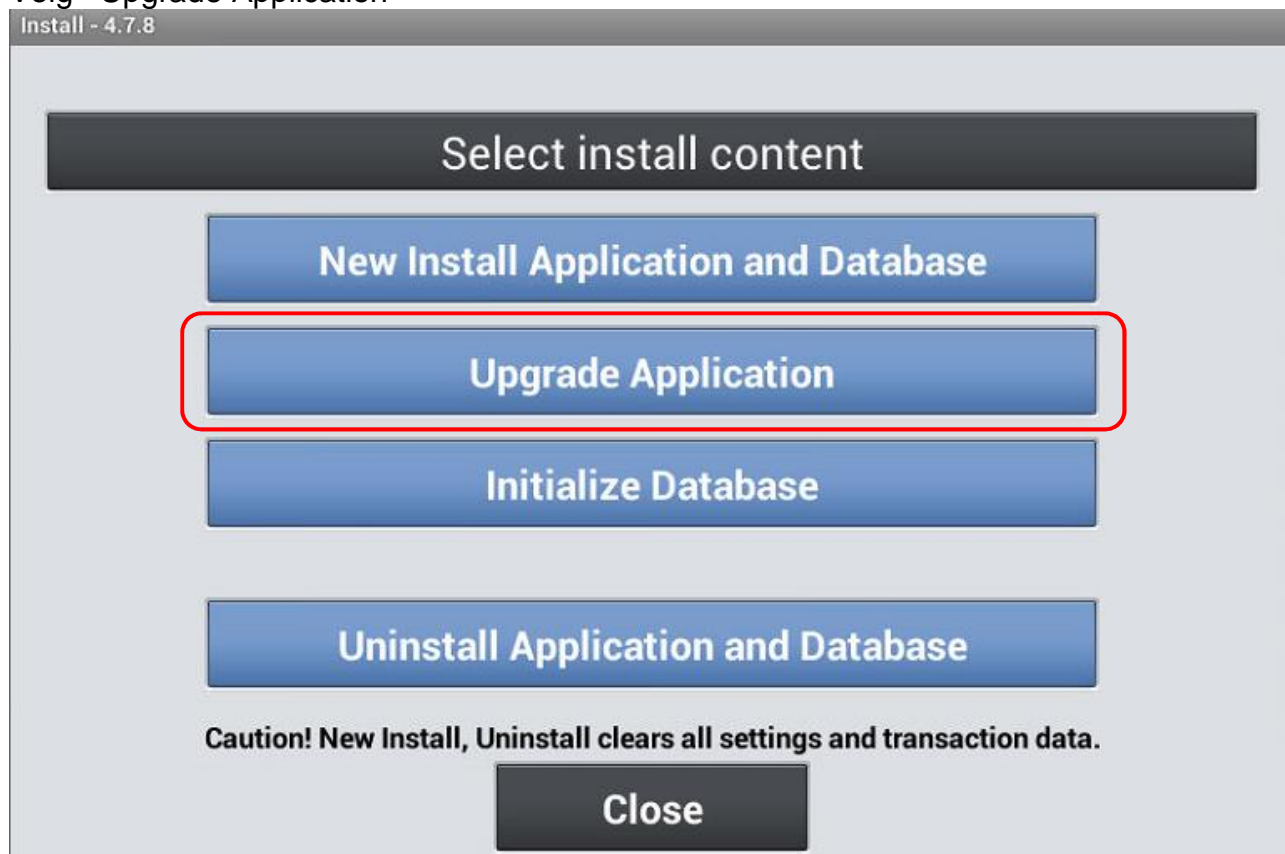 Install - 4.7.8
Select install content
New Install Application and Database
Upgrade Application
Initialize Database
Uninstall Application and Database
Caution! New Install, Uninstall clears all settings and transaction data.
Close